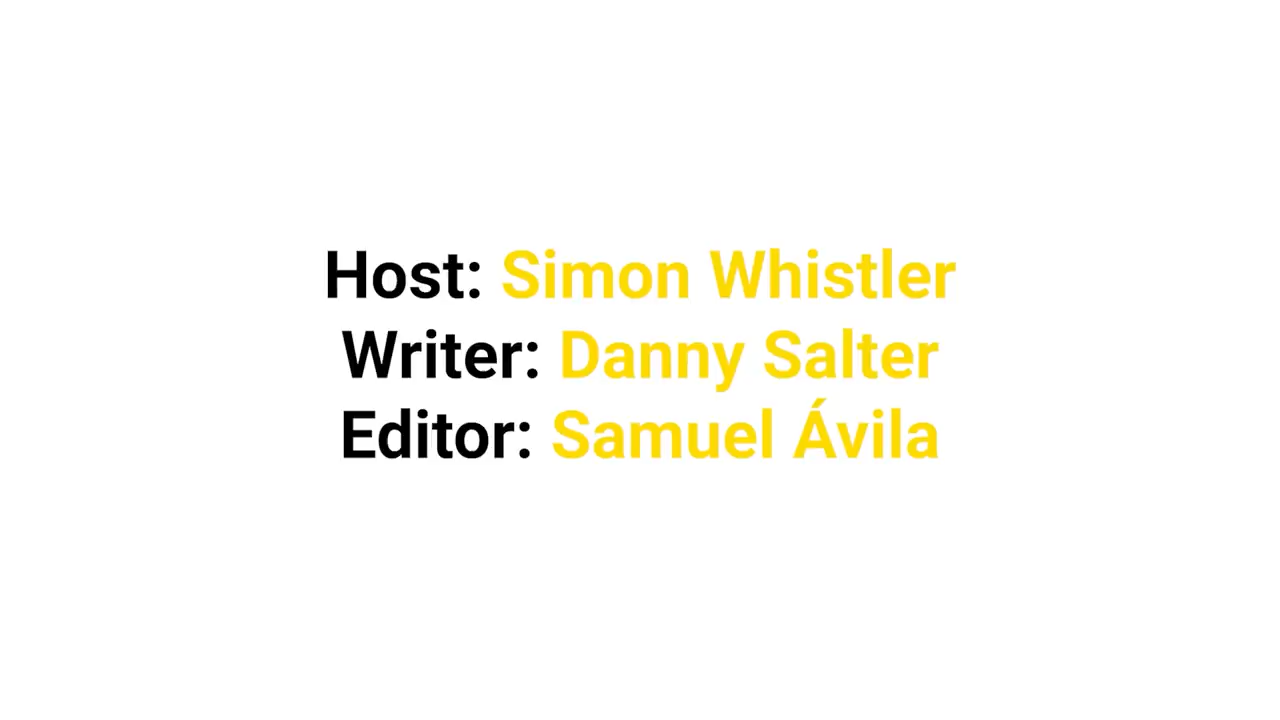 Host: Simon Whistler
Writer: Danny Salter
Editor: Samuel Ávila